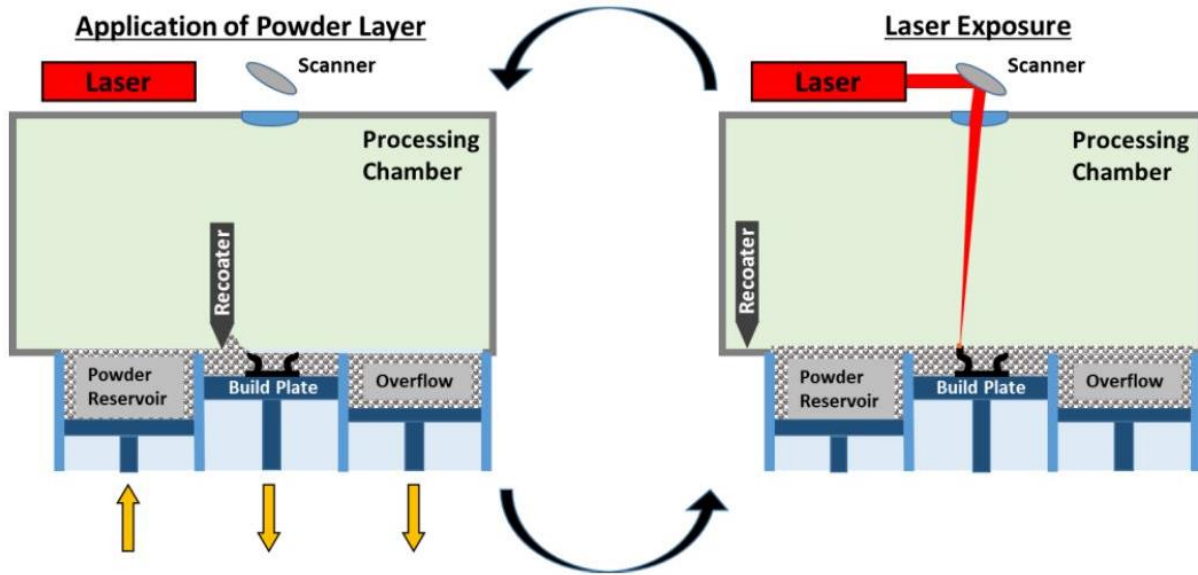 Application of Powder Layer
Laser
Scanner
Processing
Chamber
Recoater
Powder
Reservoir
Build Plate
Overflow
Laser Exposure
Laser
Scanner
Processing
Chamber
Recoater
Powder
Reservoir
Build Plate
Overflow